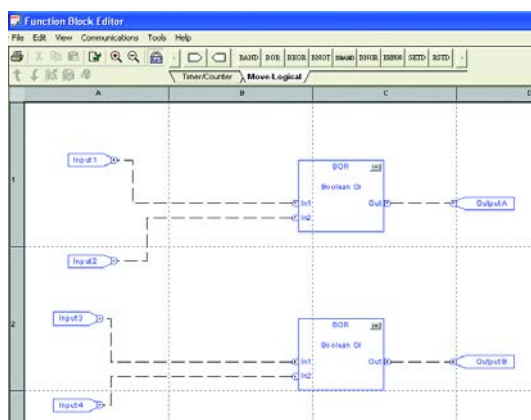 Function Block Editor
File Edit View Communications Tools Help
BAND BOR BXOR BNOT BNAND BNOR BXNOR SETD RSTD
Timer/Counter Move Logical
A B C D
1
Input1
BOR
Boolean Or
In1 Out
In2
OutputA
Input2
2
Input3
BOR
Boolean Or
In1 Out
In2
OutputB
Input4